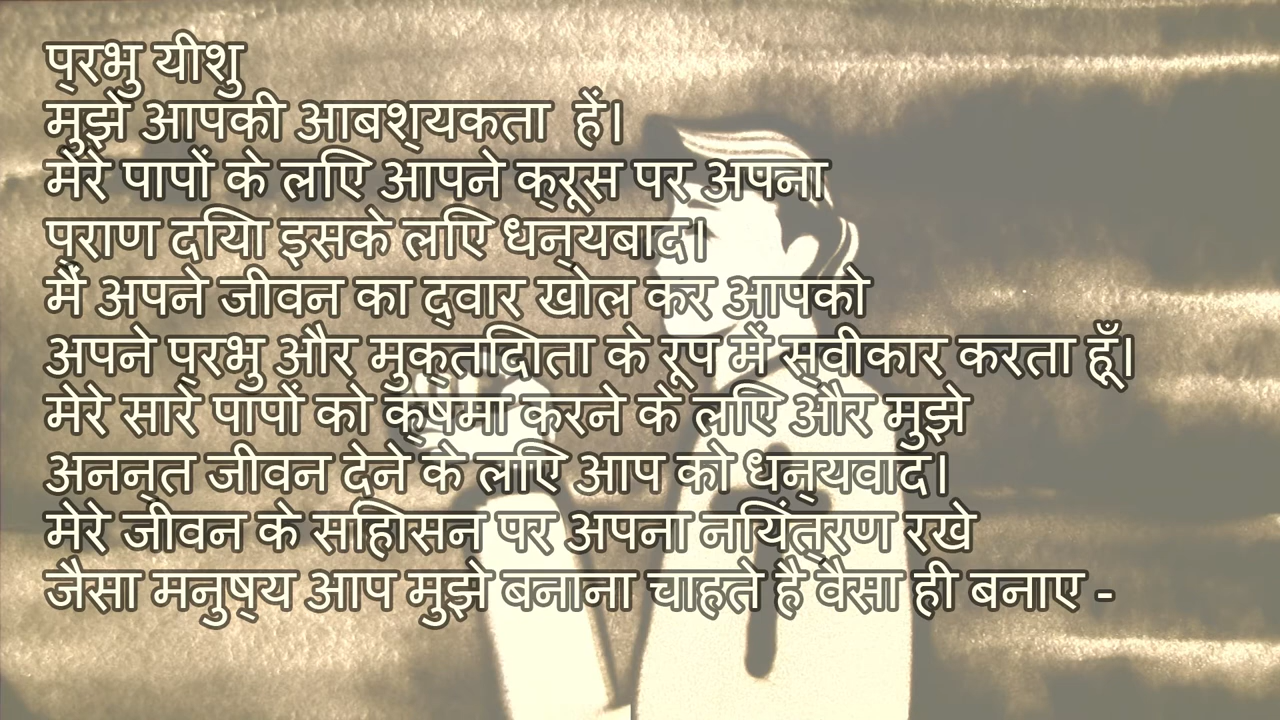 प्रभु यीशु
मुझे आपकी आबश्यकता हें।
मेरे पापों के लिए आपने क्रूस पर अपना
प्राण दिया इसके लिए धन्यबाद।
मैं अपने जीवन का द्वार खोल कर आपको
अपने प्रभु और मुक्तिदाता के रूप में स्वीकार करता हूँ।
मेरे सारे पापों को क्षमा करने के लिए और मुझे
अनन्त जीवन देने के लिए आप को धन्यवाद।
मेरे जीवन के सिहासन पर अपना नियंत्रण रखे
जैसा मनुष्य आप मुझे बनाना चाहते है वैसा ही बनाए -